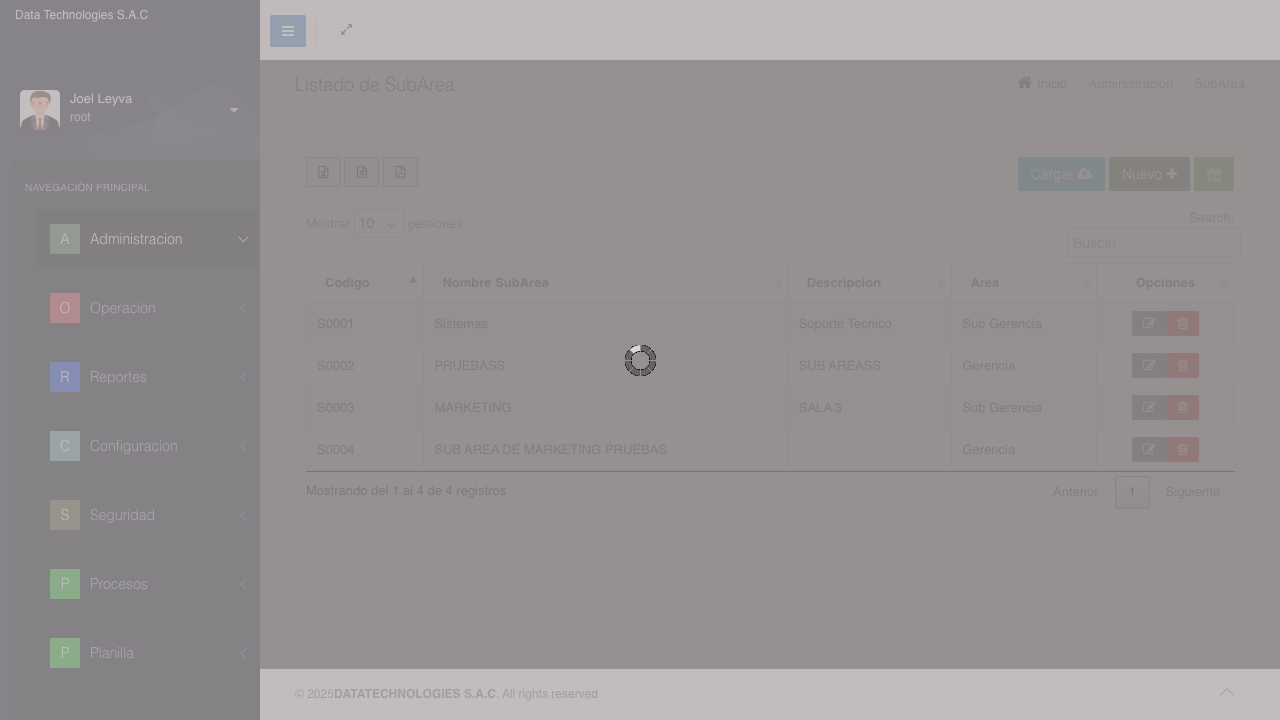 Data Technologies S.A.C
Joel Leyva
root
NAVEGACIÓN PRINCIPAL
A Administracion
O Operacion
R Reportes
C Configuracion
S Seguridad
P Procesos
P Planilla
Listado de SubArea
Inicio / Administracion / SubArea
Cargar Nuevo
Mostrar 10 gestiones
Search:
Buscar
Codigo Nombre SubArea Descripcion Area Opciones
S0001 Sistemas Soporte Tecnico Sub Gerencia
S0002 PRUEBASS SUB AREASS Gerencia
S0003 MARKETING SALA 3 Sub Gerencia
S0004 SUB AREA DE MARKETING PRUEBAS Gerencia
Mostrando del 1 al 4 de 4 registros
Anterior 1 Siguiente
© 2025DATATECHNOLOGIES S.A.C. All rights reserved